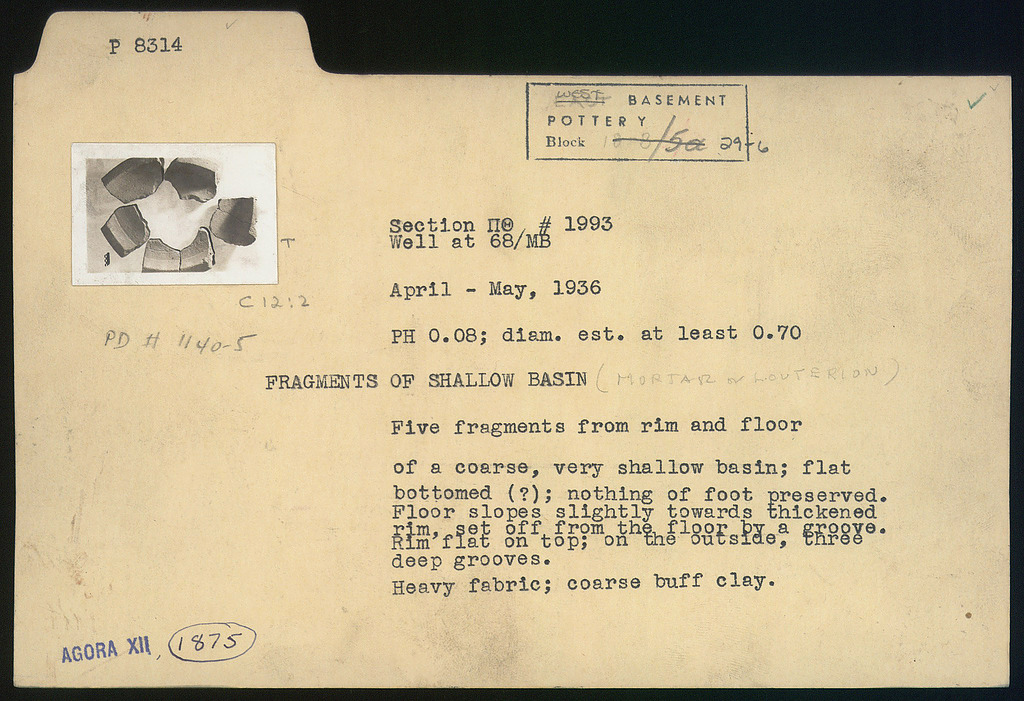 P 8314
WEST BASEMENT
POTTERY
Block /5a 29-6
Section ΠΘ # 1993
Well at 68/MB
April - May, 1936
T
C 12:2
PH 0.08; diam. est. at least 0.70
PD # 1140-5
FRAGMENTS OF SHALLOW BASIN (MORTAR or LOUTERION)
Five fragments from rim and floor
of a coarse, very shallow basin; flat
bottomed (?); nothing of foot preserved.
Floor slopes slightly towards thickened
rim, set off from the floor by a groove.
Rim flat on top; on the outside, three
deep grooves.
Heavy fabric; coarse buff clay.
AGORA XII, 1875